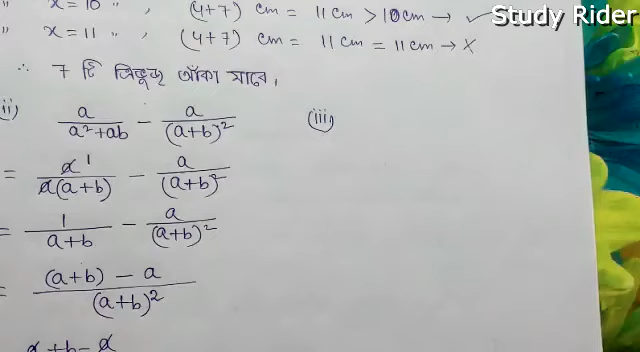 " x = 10 " , (4+7) cm = 11 cm > 10 cm → ✓
Study Rider
" x = 11 " , (4+7) cm = 11 cm = 11 cm → ×
∴ 7 টি ত্রিভুজ আঁকা যাবে।
ii) a/(a²+ab) - a/(a+b)² (iii)
= a 1/a(a+b) - a/(a+b)²
= 1/(a+b) - a/(a+b)²
= ((a+b) - a)/(a+b)²
a + b - a